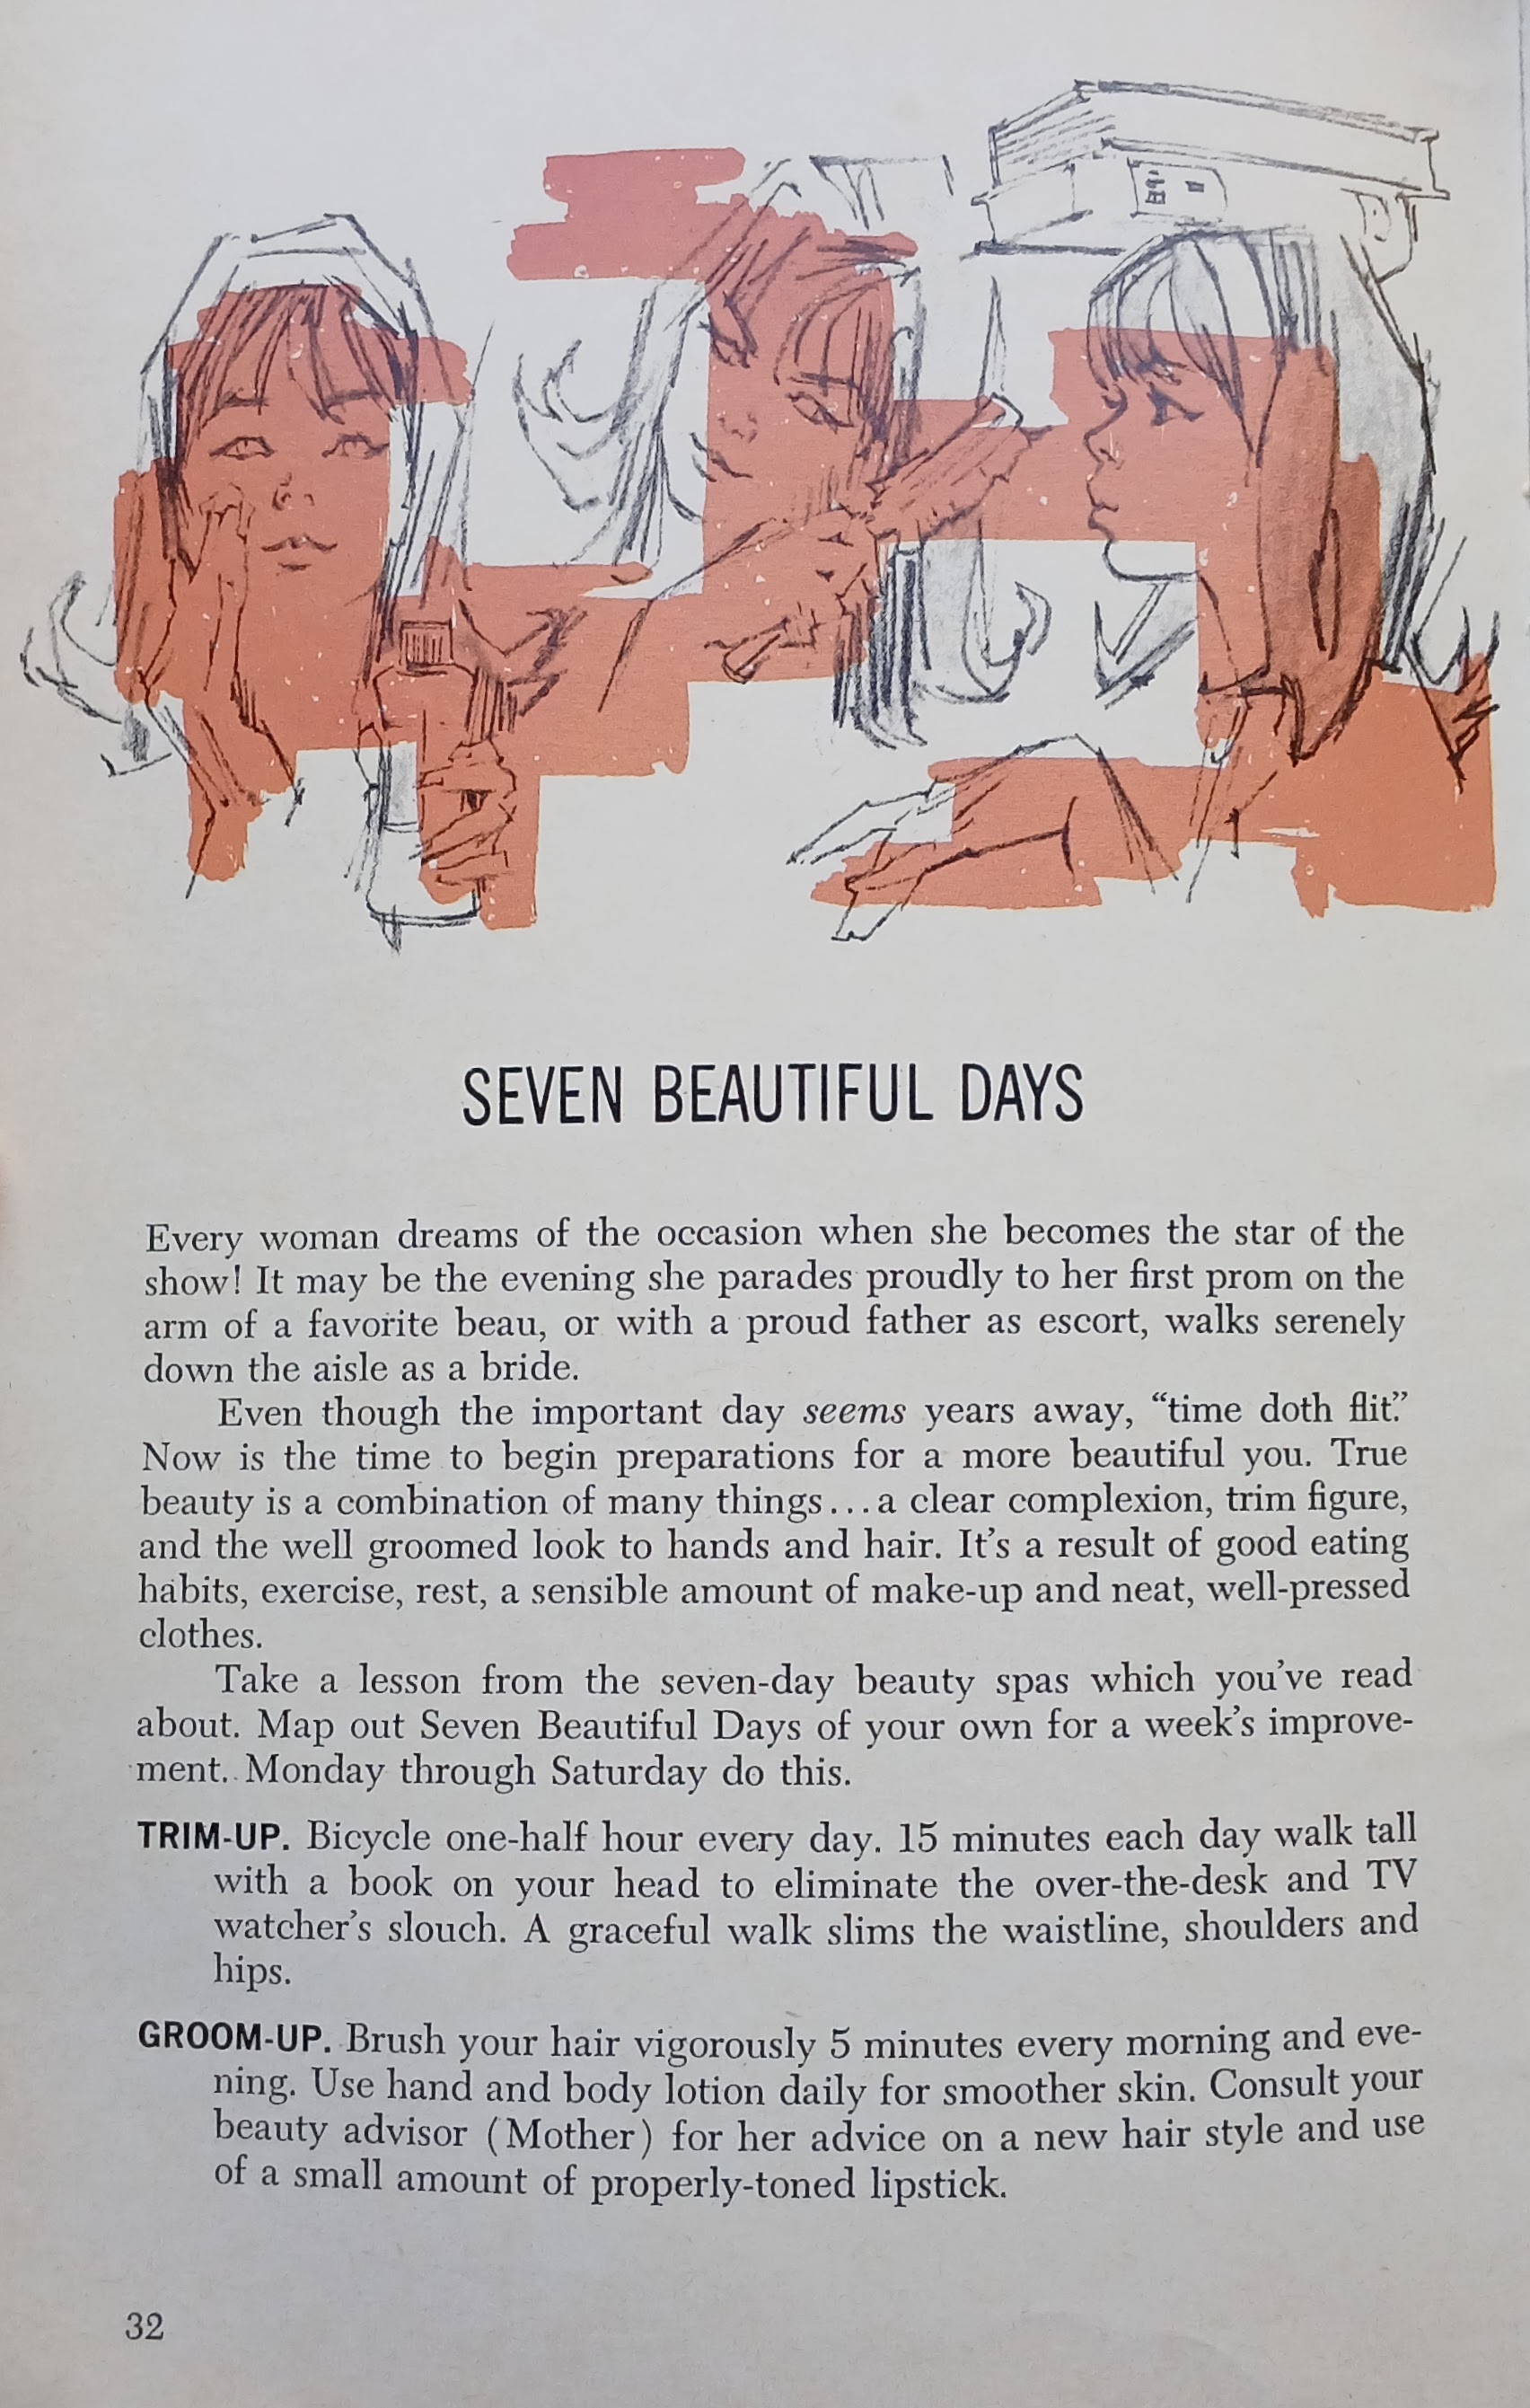 SEVEN BEAUTIFUL DAYS
Every woman dreams of the occasion when she becomes the star of the
show! It may be the evening she parades proudly to her first prom on the
arm of a favorite beau, or with a proud father as escort, walks serenely
down the aisle as a bride.
Even though the important day seems years away, “time doth flit.”
Now is the time to begin preparations for a more beautiful you. True
beauty is a combination of many things...a clear complexion, trim figure,
and the well groomed look to hands and hair. It’s a result of good eating
habits, exercise, rest, a sensible amount of make-up and neat, well-pressed
clothes.
Take a lesson from the seven-day beauty spas which you’ve read
about. Map out Seven Beautiful Days of your own for a week’s improve-
ment. Monday through Saturday do this.
TRIM-UP. Bicycle one-half hour every day. 15 minutes each day walk tall
with a book on your head to eliminate the over-the-desk and TV
watcher’s slouch. A graceful walk slims the waistline, shoulders and
hips.
GROOM-UP. Brush your hair vigorously 5 minutes every morning and eve-
ning. Use hand and body lotion daily for smoother skin. Consult your
beauty advisor (Mother) for her advice on a new hair style and use
of a small amount of properly-toned lipstick.
32